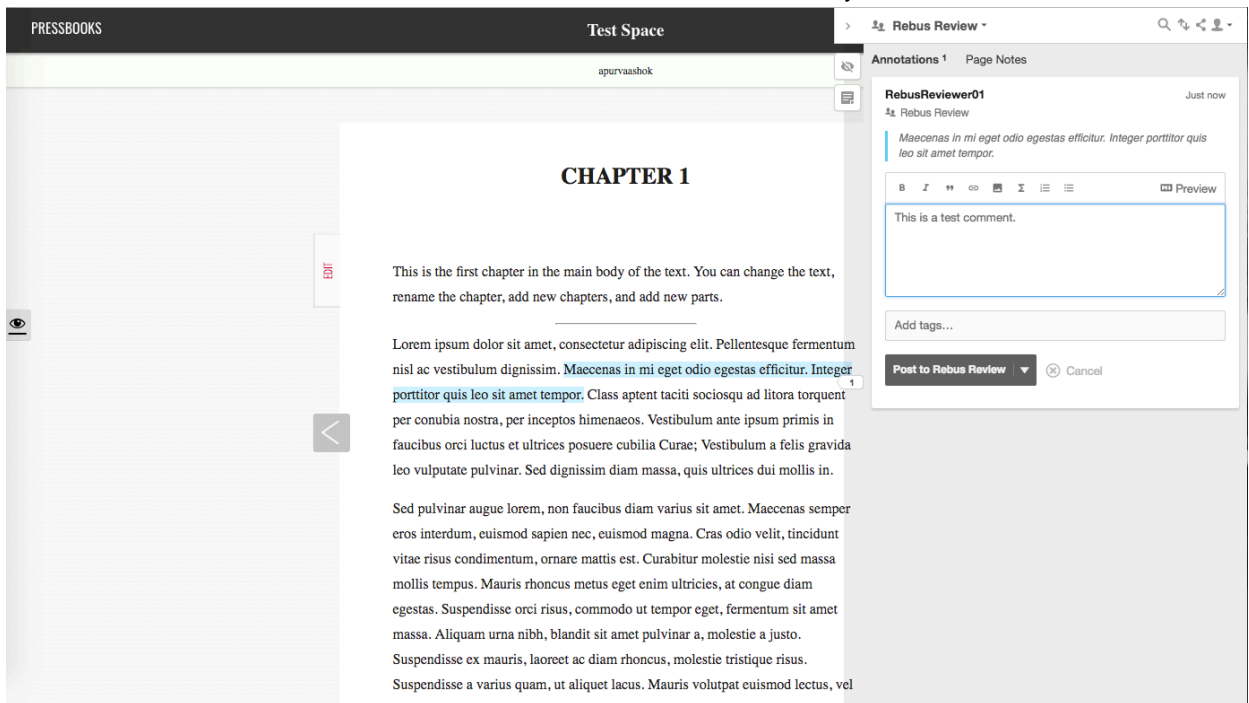 PRESSBOOKS
Test Space
apurvaashok
CHAPTER 1
EDIT
This is the first chapter in the main body of the text. You can change the text,
rename the chapter, add new chapters, and add new parts.
Lorem ipsum dolor sit amet, consectetur adipiscing elit. Pellentesque fermentum
nisl ac vestibulum dignissim. Maecenas in mi eget odio egestas efficitur. Integer
porttitor quis leo sit amet tempor. Class aptent taciti sociosqu ad litora torquent
per conubia nostra, per inceptos himenaeos. Vestibulum ante ipsum primis in
faucibus orci luctus et ultrices posuere cubilia Curae; Vestibulum a felis gravida
leo vulputate pulvinar. Sed dignissim diam massa, quis ultrices dui mollis in.
Sed pulvinar augue lorem, non faucibus diam varius sit amet. Maecenas semper
eros interdum, euismod sapien nec, euismod magna. Cras odio velit, tincidunt
vitae risus condimentum, ornare mattis est. Curabitur molestie nisi sed massa
mollis tempus. Mauris rhoncus metus eget enim ultricies, at congue diam
egestas. Suspendisse orci risus, commodo ut tempor eget, fermentum sit amet
massa. Aliquam urna nibh, blandit sit amet pulvinar a, molestie a justo.
Suspendisse ex mauris, laoreet ac diam rhoncus, molestie tristique risus.
Suspendisse a varius quam, ut aliquet lacus. Mauris volutpat euismod lectus, vel
1
Rebus Review
Annotations 1 Page Notes
RebusReviewer01 Just now
Rebus Review
Maecenas in mi eget odio egestas efficitur. Integer porttitor quis
leo sit amet tempor.
B I Σ Preview
This is a test comment.
Add tags...
Post to Rebus Review Cancel